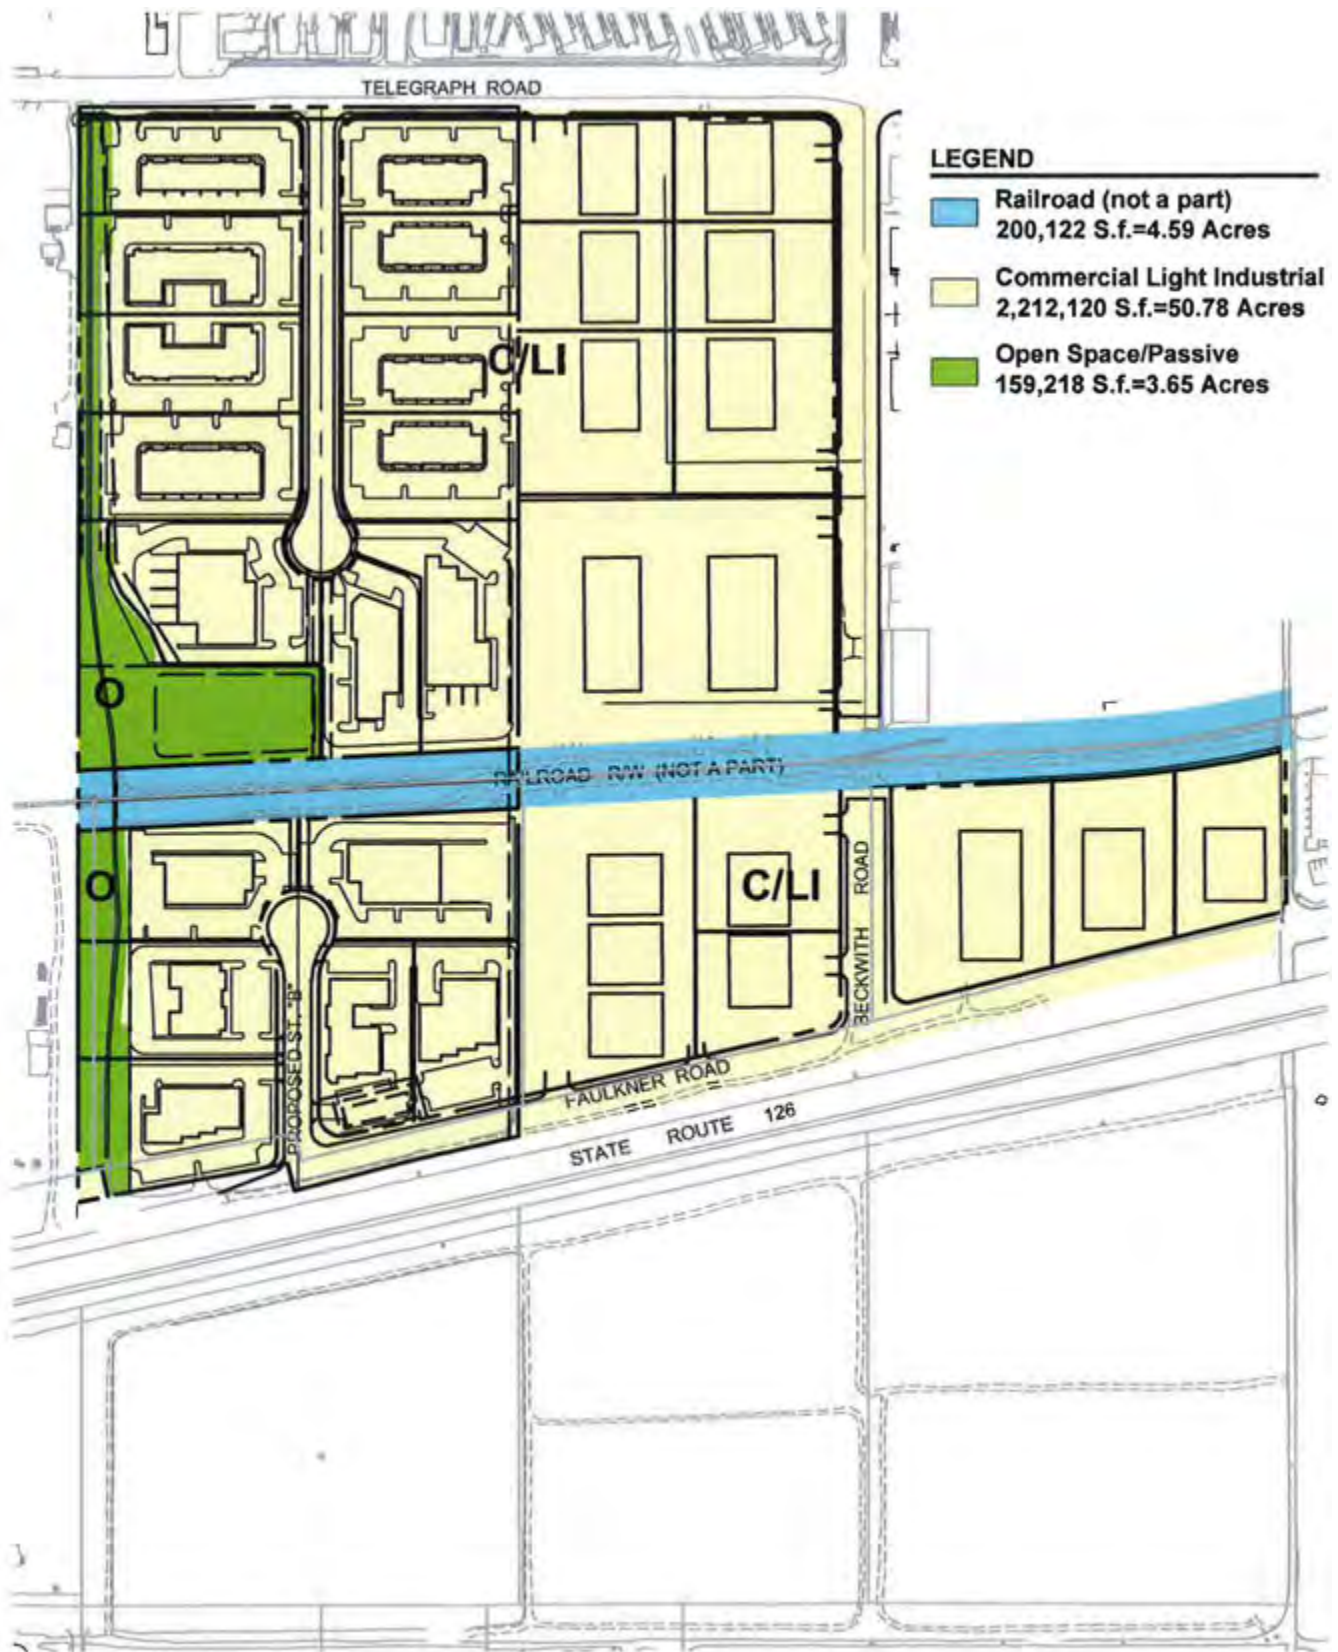 TELEGRAPH ROAD
LEGEND
Railroad (not a part)
200,122 S.f.=4.59 Acres
Commercial Light Industrial
2,212,120 S.f.=50.78 Acres
Open Space/Passive
159,218 S.f.=3.65 Acres
C/LI
O
RAILROAD R/W (NOT A PART)
O
C/LI
BECKWITH ROAD
PROPOSED ST. "B"
FAULKNER ROAD
STATE ROUTE 126